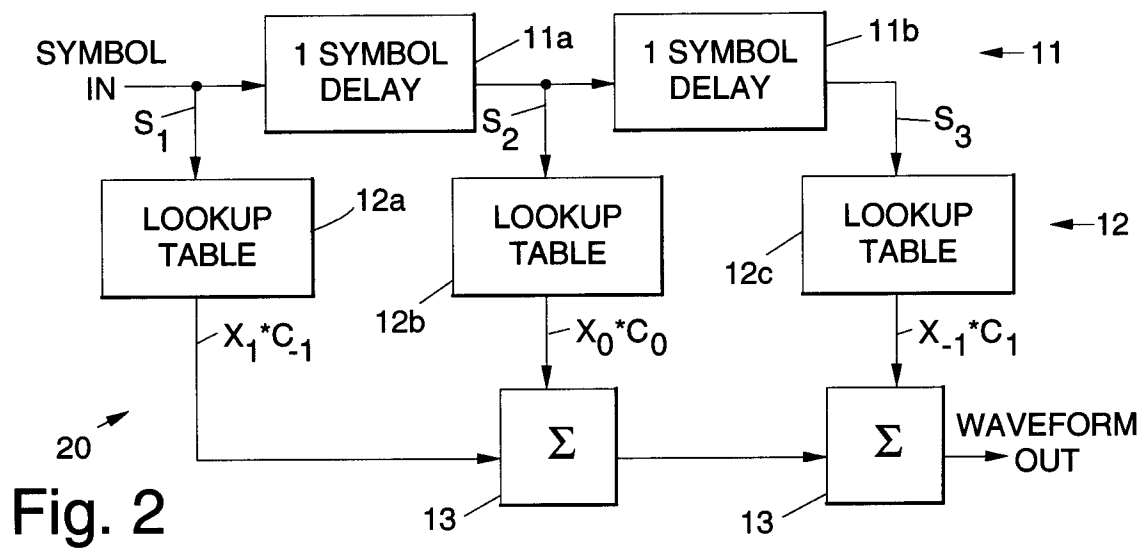 SYMBOL
IN
1 SYMBOL
DELAY
11a
1 SYMBOL
DELAY
11b
11
S1
S2
S3
LOOKUP
TABLE
12a
LOOKUP
TABLE
12b
LOOKUP
TABLE
12c
12
X1*C-1
X0*C0
X-1*C1
20
Σ
13
Σ
13
WAVEFORM
OUT
Fig. 2